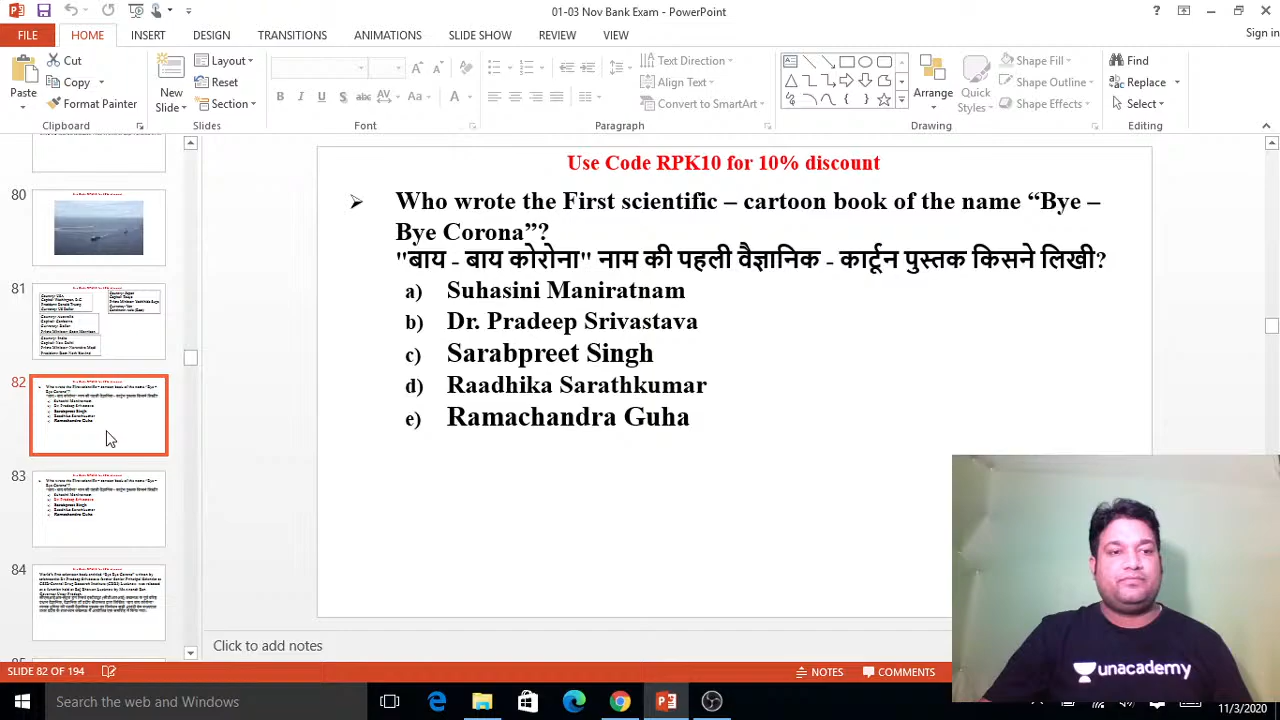 01-03 Nov Bank Exam - PowerPoint
?
Sign in
FILE
HOME
INSERT
DESIGN
TRANSITIONS
ANIMATIONS
SLIDE SHOW
REVIEW
VIEW
Paste
Cut
Copy
Format Painter
Clipboard
New
Slide
Layout
Reset
Section
Slides
B I U S abc AV Aa A
Font
Text Direction
Align Text
Convert to SmartArt
Paragraph
Arrange
Quick
Styles
Shape Fill
Shape Outline
Shape Effects
Drawing
Find
Replace
Select
Editing
80
81
82
83
84
Use Code RPK10 for 10% discount
Who wrote the First scientific – cartoon book of the name “Bye –
Bye Corona”?
"बाय - बाय कोरोना" नाम की पहली वैज्ञानिक - कार्टून पुस्तक किसने लिखी?
a) Suhasini Maniratnam
b) Dr. Pradeep Srivastava
c) Sarabpreet Singh
d) Raadhika Sarathkumar
e) Ramachandra Guha
unacademy
Click to add notes
SLIDE 82 OF 194
NOTES
COMMENTS
Search the web and Windows
11/3/2020